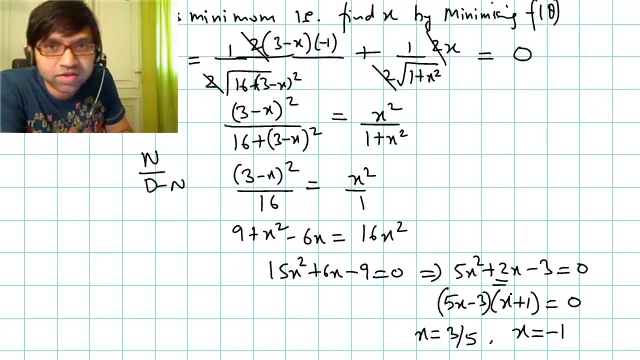 minimum i.e. find x by minimising f(x)
= 1/2 2(3-x)(-1)/√(16+(3-x)²) + 1/2 2x/√(1+x²) = 0
(3-x)²/(16+(3-x)²) = x²/(1+x²)
N/(D-N)
(3-x)²/16 = x²/1
9+x²-6x = 16x²
15x²+6x-9=0 ⇒ 5x²+2x-3=0
(5x-3)(x+1)=0
x=3/5, x=-1